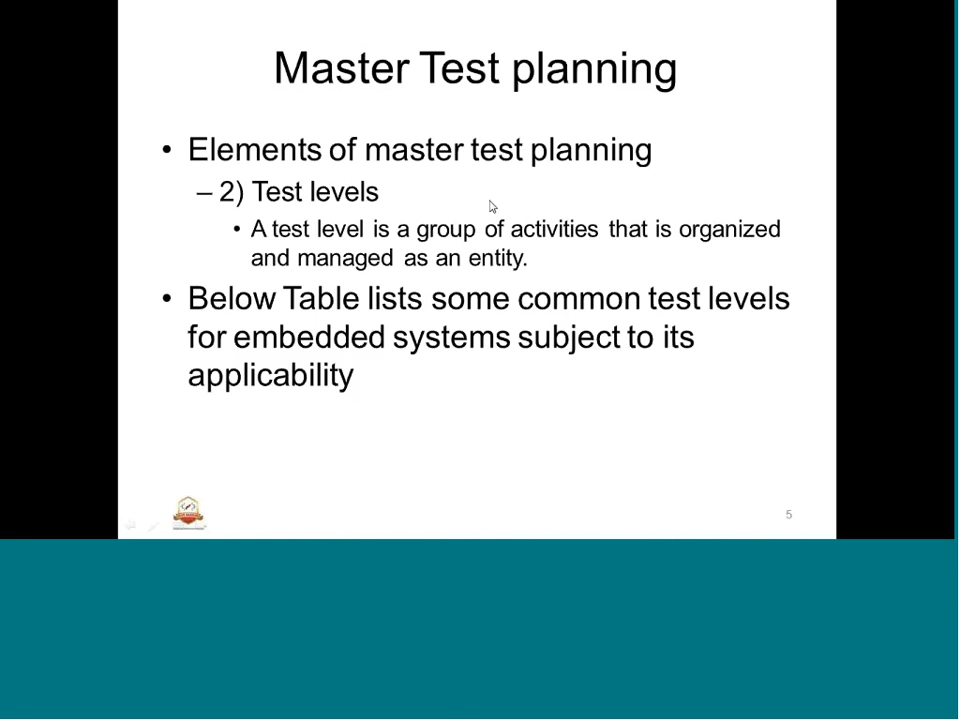 Master Test planning
• Elements of master test planning
– 2) Test levels
• A test level is a group of activities that is organized
and managed as an entity.
• Below Table lists some common test levels
for embedded systems subject to its
applicability
5